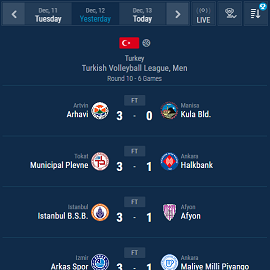 Dec, 11 Dec, 12 Dec, 13
Tuesday Yesterday Today LIVE
Turkey
Turkish Volleyball League, Men
Round 10 - 6 Games
FT
Artvin Manisa
Arhavi 3 - 0 Kula Bld.
FT
Tokat Ankara
Municipal Plevne 3 - 1 Halkbank
FT
Istanbul Afyon
Istanbul B.S.B. 3 - 1 Afyon
FT
Izmir Ankara
Arkas Spor 3 - 1 Maliye Milli Piyango